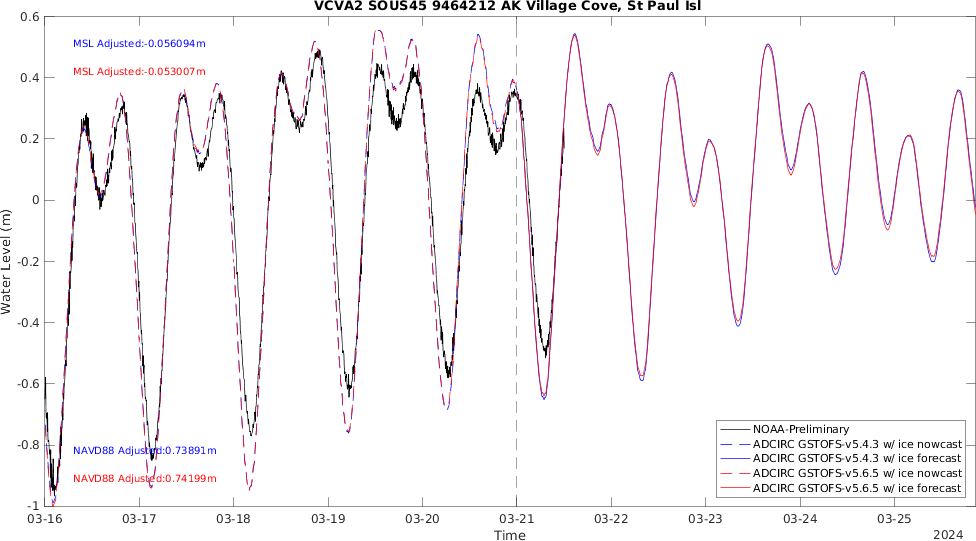 VCVA2 SOUS45 9464212 AK Village Cove, St Paul Isl
0.6
MSL Adjusted:-0.056094m
MSL Adjusted:-0.053007m
0.4
0.2
0
-0.2
-0.4
-0.6
-0.8
-1
Water Level (m)
NAVD88 Adjusted:0.73891m
NAVD88 Adjusted:0.74199m
NOAA-Preliminary
ADCIRC GSTOFS-v5.4.3 w/ ice nowcast
ADCIRC GSTOFS-v5.4.3 w/ ice forecast
ADCIRC GSTOFS-v5.6.5 w/ ice nowcast
ADCIRC GSTOFS-v5.6.5 w/ ice forecast
03-16 03-17 03-18 03-19 03-20 03-21 03-22 03-23 03-24 03-25
Time
2024